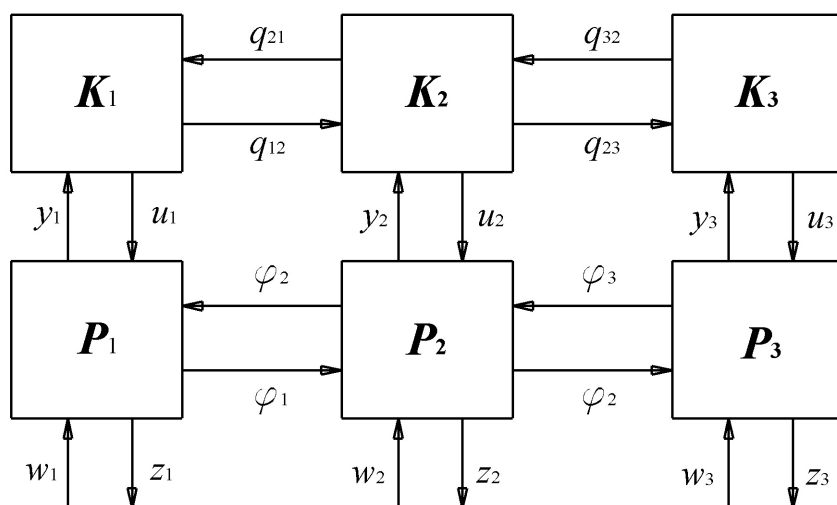 q21 q32
K1 K2 K3
q12 q23
y1 u1 y2 u2 y3 u3
φ2 φ3
P1 P2 P3
φ1 φ2
w1 z1 w2 z2 w3 z3